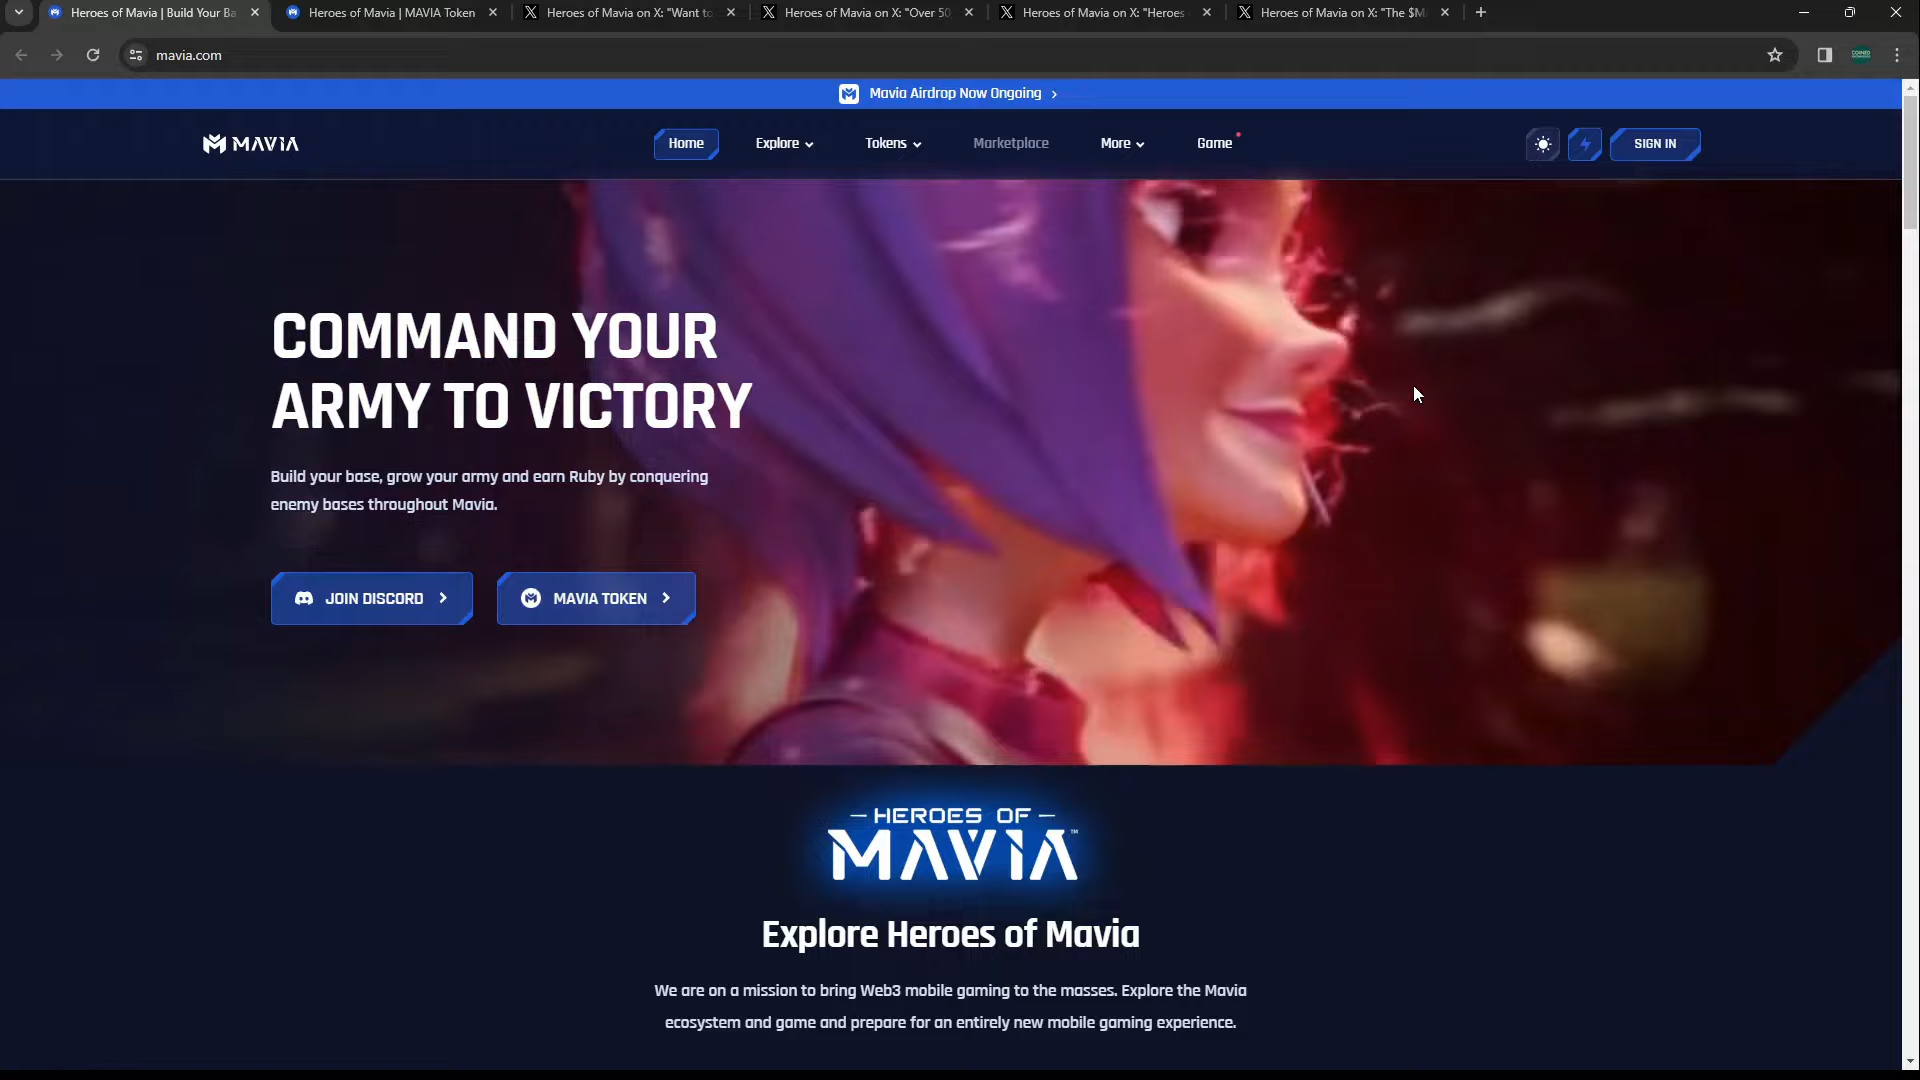 Heroes of Mavia | Build Your Ba
Heroes of Mavia | MAVIA Token
Heroes of Mavia on X: "Want to
Heroes of Mavia on X: "Over 50
Heroes of Mavia on X: "Heroes
Heroes of Mavia on X: "The $M
mavia.com
Mavia Airdrop Now Ongoing
MAVIA
Home
Explore
Tokens
Marketplace
More
Game
SIGN IN
COMMAND YOUR
ARMY TO VICTORY
Build your base, grow your army and earn Ruby by conquering
enemy bases throughout Mavia.
JOIN DISCORD
MAVIA TOKEN
HEROES OF
MAVIA™
Explore Heroes of Mavia
We are on a mission to bring Web3 mobile gaming to the masses. Explore the Mavia
ecosystem and game and prepare for an entirely new mobile gaming experience.